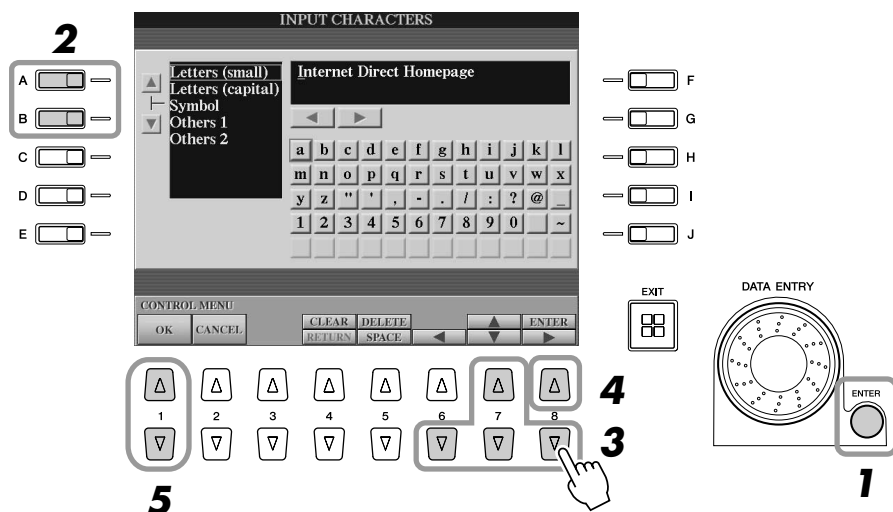 INPUT CHARACTERS
2
A
B
C
D
E
Letters (small)
Letters (capital)
Symbol
Others 1
Others 2
Internet Direct Homepage
a b c d e f g h i j k l
m n o p q r s t u v w x
y z " ' , - . / : ? @ _
1 2 3 4 5 6 7 8 9 0 ~
F
G
H
I
J
CONTROL MENU
OK CANCEL CLEAR DELETE ENTER
RETURN SPACE
EXIT
DATA ENTRY
ENTER
1 2 3 4 5 6 7 8
4
3
5
1